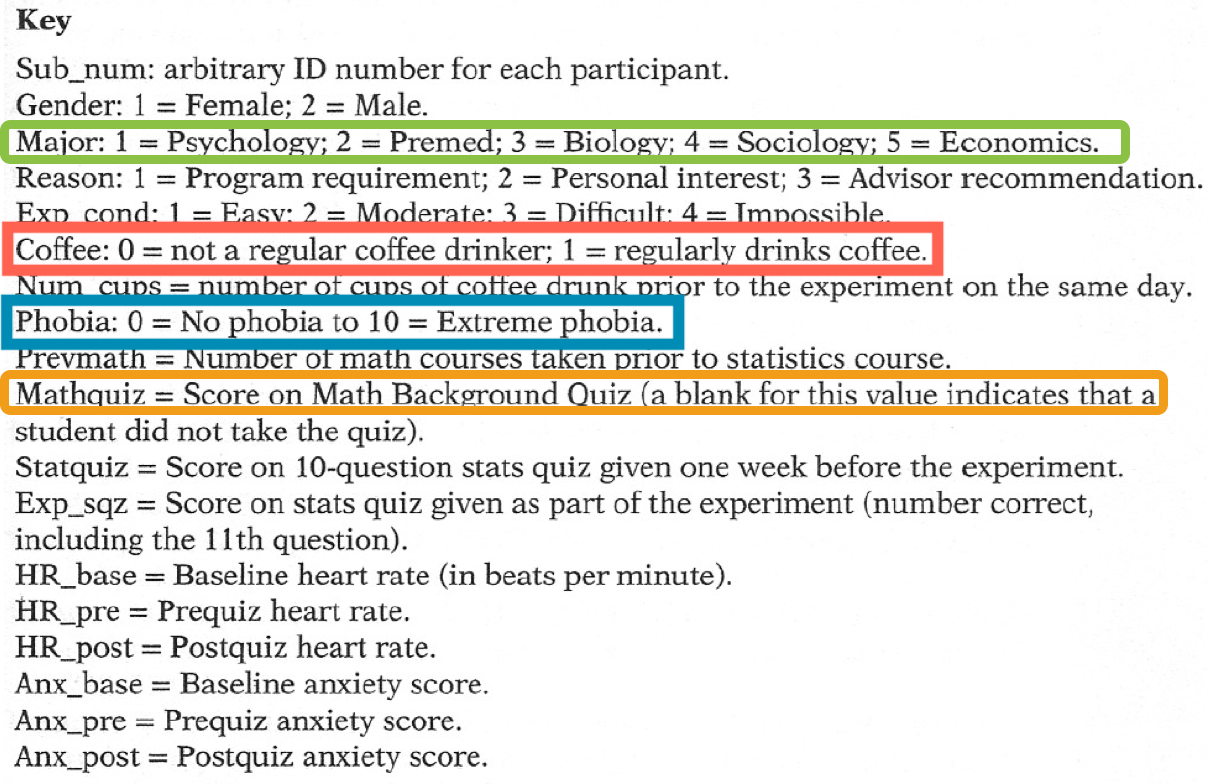 Key
Sub_num: arbitrary ID number for each participant.
Gender: 1 = Female; 2 = Male.
Major: 1 = Psychology; 2 = Premed; 3 = Biology; 4 = Sociology; 5 = Economics.
Reason: 1 = Program requirement; 2 = Personal interest; 3 = Advisor recommendation.
Exp_cond: 1 = Easy; 2 = Moderate; 3 = Difficult; 4 = Impossible.
Coffee: 0 = not a regular coffee drinker; 1 = regularly drinks coffee.
Num_cups = number of cups of coffee drunk prior to the experiment on the same day.
Phobia: 0 = No phobia to 10 = Extreme phobia.
Prevmath = Number of math courses taken prior to statistics course.
Mathquiz = Score on Math Background Quiz (a blank for this value indicates that a
student did not take the quiz).
Statquiz = Score on 10-question stats quiz given one week before the experiment.
Exp_sqz = Score on stats quiz given as part of the experiment (number correct,
including the 11th question).
HR_base = Baseline heart rate (in beats per minute).
HR_pre = Prequiz heart rate.
HR_post = Postquiz heart rate.
Anx_base = Baseline anxiety score.
Anx_pre = Prequiz anxiety score.
Anx_post = Postquiz anxiety score.